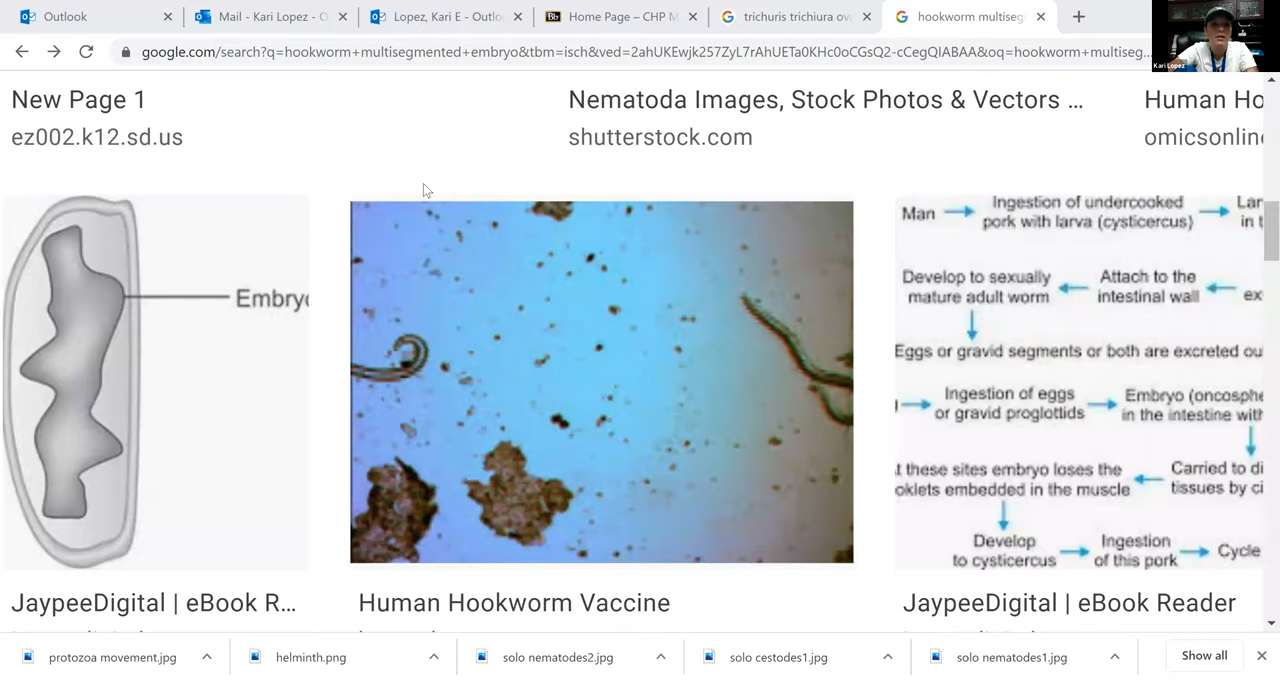 Outlook
Mail - Kari Lopez - O
Lopez, Kari E - Outlo
Home Page – CHP M
trichuris trichiura ov
hookworm multiseg
google.com/search?q=hookworm+multisegmented+embryo&tbm=isch&ved=2ahUKEwjk257ZyL7rAhUETa0KHc0oCGsQ2-cCegQIABAA&oq=hookworm+multiseg...
Kari Lopez
New Page 1
Nematoda Images, Stock Photos & Vectors ...
Human Ho
ez002.k12.sd.us
shutterstock.com
omicsonline
Embryo
Man
Ingestion of undercooked
pork with larva (cysticercus)
Lar
in t
Develop to sexually
mature adult worm
Attach to the
intestinal wall
ex
Eggs or gravid segments or both are excreted ou
Ingestion of eggs
or gravid proglottids
Embryo (oncosphe
in the intestine with
t these sites embryo loses the
oklets embedded in the muscle
Carried to di
tissues by ci
Develop
to cysticercus
Ingestion
of this pork
Cycle
JaypeeDigital | eBook R...
Human Hookworm Vaccine
JaypeeDigital | eBook Reader
protozoa movement.jpg
helminth.png
solo nematodes2.jpg
solo cestodes1.jpg
solo nematodes1.jpg
Show all